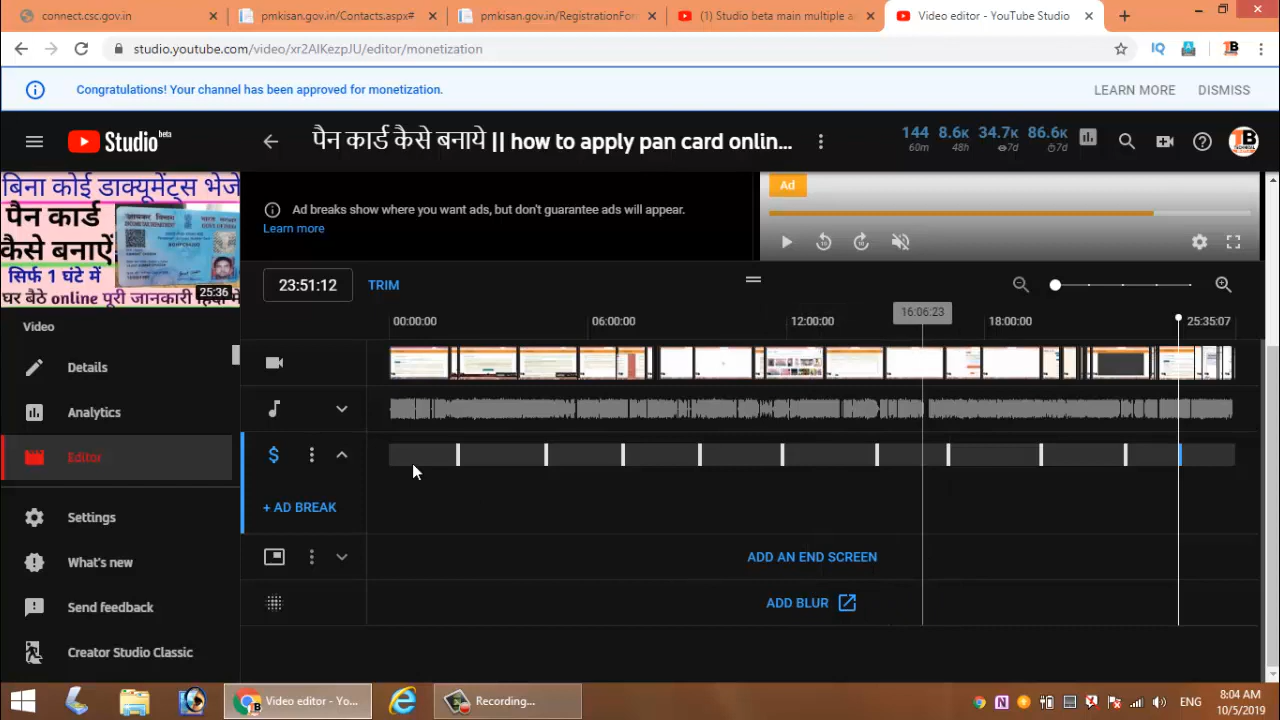 connect.csc.gov.in
pmkisan.gov.in/Contacts.aspx#
pmkisan.gov.in/RegistrationFor
(1) Studio beta main multiple a
Video editor - YouTube Studio
studio.youtube.com/video/xr2AlKezpJU/editor/monetization
IQ
Congratulations! Your channel has been approved for monetization.
LEARN MORE
DISMISS
Studio beta
पैन कार्ड कैसे बनाये || how to apply pan card onlin...
144 8.6K 34.7K 86.6K
60m 48h 7d 7d
बिना कोई डाक्यूमेंट्स भेजे
पैन कार्ड
कैसे बनाऐं
सिर्फ 1 घंटे में
25:36
घर बैठे online पूरी जानकारी
Ad
Ad breaks show where you want ads, but don't guarantee ads will appear.
Learn more
23:51:12
TRIM
16:06:23
00:00:00
06:00:00
12:00:00
18:00:00
25:35:07
Video
Details
Analytics
Editor
Settings
What's new
Send feedback
Creator Studio Classic
+ AD BREAK
ADD AN END SCREEN
ADD BLUR
Video editor - Yo...
Recording...
ENG
8:04 AM
10/5/2019